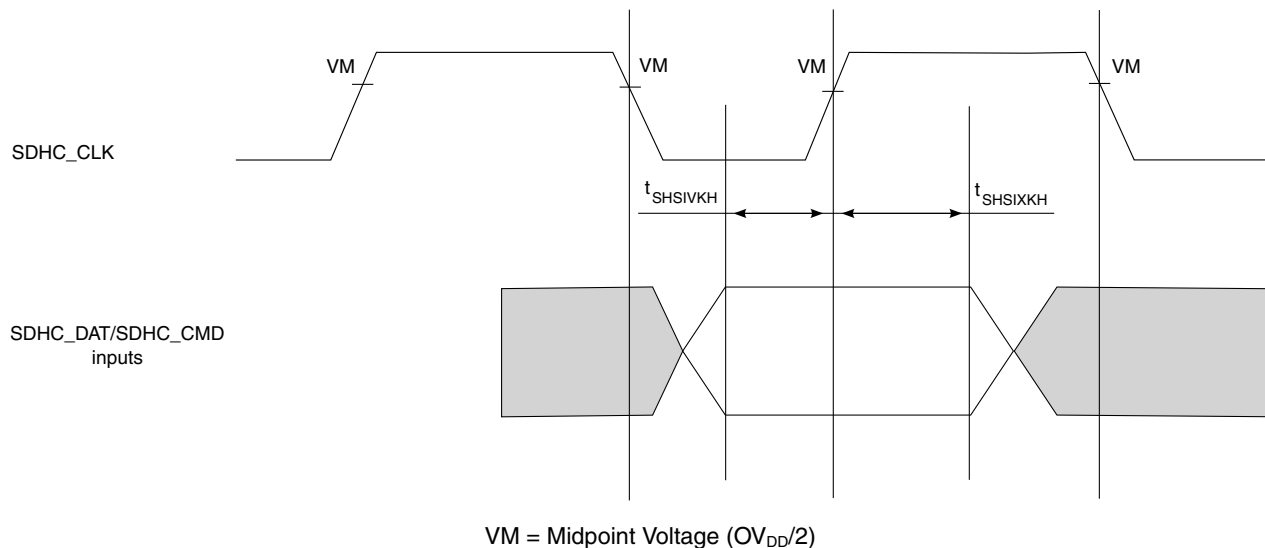 VM
VM
VM
VM
SDHC_CLK
tSHSIVKH
tSHSIXKH
SDHC_DAT/SDHC_CMD
inputs
VM = Midpoint Voltage (OVDD/2)